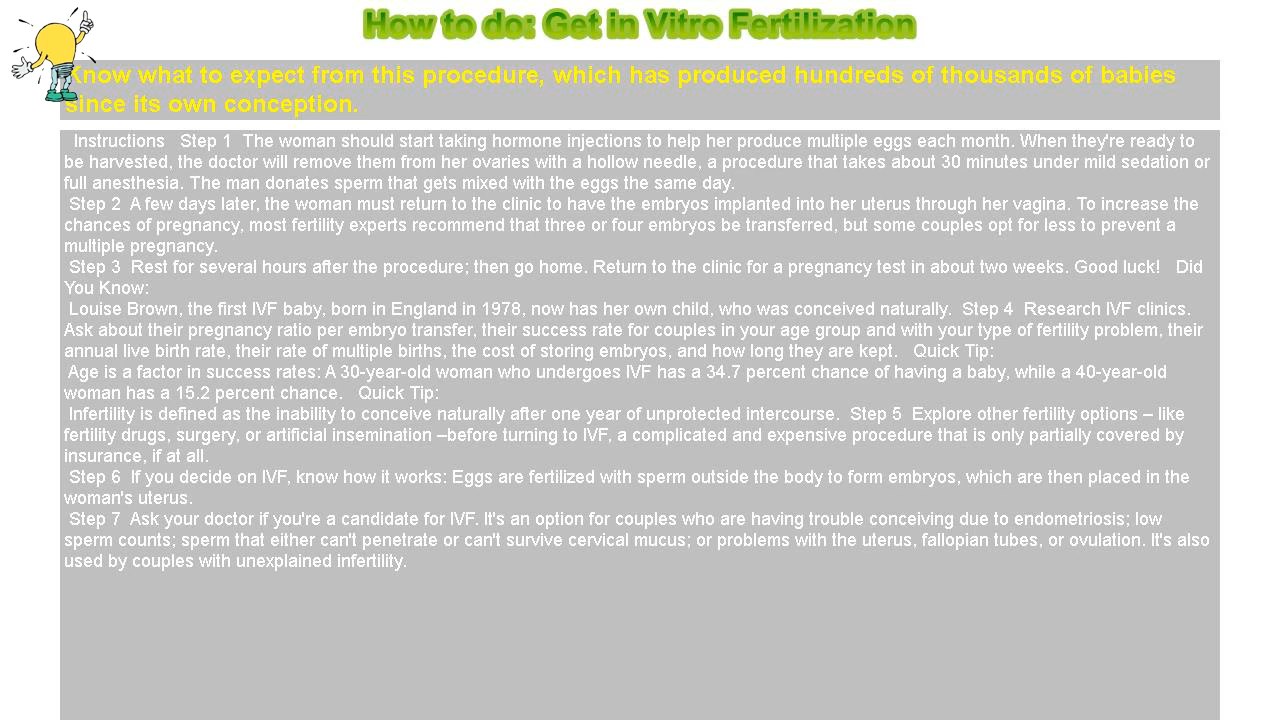 How to do: Get in Vitro Fertilization
Know what to expect from this procedure, which has produced hundreds of thousands of babies
since its own conception.
Instructions   Step 1  The woman should start taking hormone injections to help her produce multiple eggs each month. When they're ready to
be harvested, the doctor will remove them from her ovaries with a hollow needle, a procedure that takes about 30 minutes under mild sedation or
full anesthesia. The man donates sperm that gets mixed with the eggs the same day.
Step 2  A few days later, the woman must return to the clinic to have the embryos implanted into her uterus through her vagina. To increase the
chances of pregnancy, most fertility experts recommend that three or four embryos be transferred, but some couples opt for less to prevent a
multiple pregnancy.
Step 3  Rest for several hours after the procedure; then go home. Return to the clinic for a pregnancy test in about two weeks. Good luck!   Did
You Know:
Louise Brown, the first IVF baby, born in England in 1978, now has her own child, who was conceived naturally.  Step 4  Research IVF clinics.
Ask about their pregnancy ratio per embryo transfer, their success rate for couples in your age group and with your type of fertility problem, their
annual live birth rate, their rate of multiple births, the cost of storing embryos, and how long they are kept.   Quick Tip:
Age is a factor in success rates: A 30-year-old woman who undergoes IVF has a 34.7 percent chance of having a baby, while a 40-year-old
woman has a 15.2 percent chance.   Quick Tip:
Infertility is defined as the inability to conceive naturally after one year of unprotected intercourse.  Step 5  Explore other fertility options – like
fertility drugs, surgery, or artificial insemination –before turning to IVF, a complicated and expensive procedure that is only partially covered by
insurance, if at all.
Step 6  If you decide on IVF, know how it works: Eggs are fertilized with sperm outside the body to form embryos, which are then placed in the
woman's uterus.
Step 7  Ask your doctor if you're a candidate for IVF. It's an option for couples who are having trouble conceiving due to endometriosis; low
sperm counts; sperm that either can't penetrate or can't survive cervical mucus; or problems with the uterus, fallopian tubes, or ovulation. It's also
used by couples with unexplained infertility.